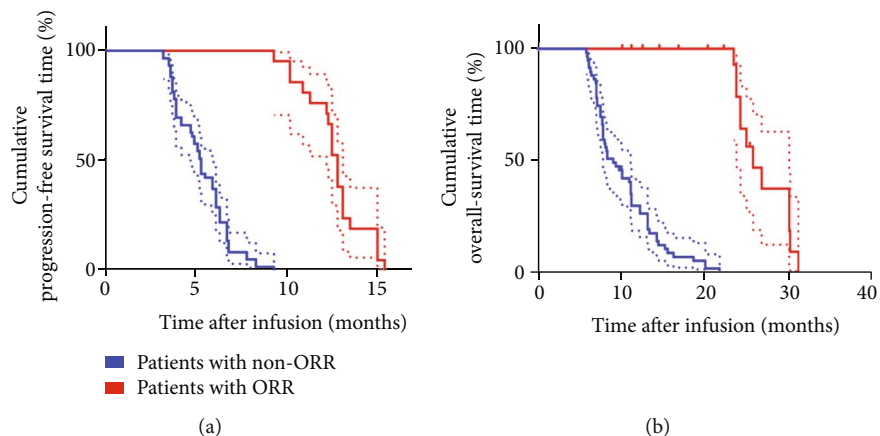 Cumulative
progression-free survival time (%)
100
50
0
0 5 10 15
Time after infusion (months)
Patients with non-ORR
Patients with ORR
(a)
Cumulative
overall-survival time (%)
100
50
0
0 10 20 30 40
Time after infusion (months)
(b)